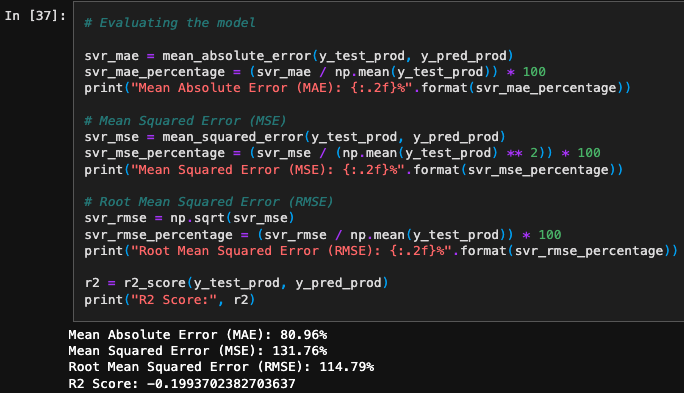 In [37]:
# Evaluating the model
svr_mae = mean_absolute_error(y_test_prod, y_pred_prod)
svr_mae_percentage = (svr_mae / np.mean(y_test_prod)) * 100
print("Mean Absolute Error (MAE): {:.2f}%".format(svr_mae_percentage))
# Mean Squared Error (MSE)
svr_mse = mean_squared_error(y_test_prod, y_pred_prod)
svr_mse_percentage = (svr_mse / (np.mean(y_test_prod) ** 2)) * 100
print("Mean Squared Error (MSE): {:.2f}%".format(svr_mse_percentage))
# Root Mean Squared Error (RMSE)
svr_rmse = np.sqrt(svr_mse)
svr_rmse_percentage = (svr_rmse / np.mean(y_test_prod)) * 100
print("Root Mean Squared Error (RMSE): {:.2f}%".format(svr_rmse_percentage))
r2 = r2_score(y_test_prod, y_pred_prod)
print("R2 Score:", r2)
Mean Absolute Error (MAE): 80.96%
Mean Squared Error (MSE): 131.76%
Root Mean Squared Error (RMSE): 114.79%
R2 Score: -0.1993702382703637